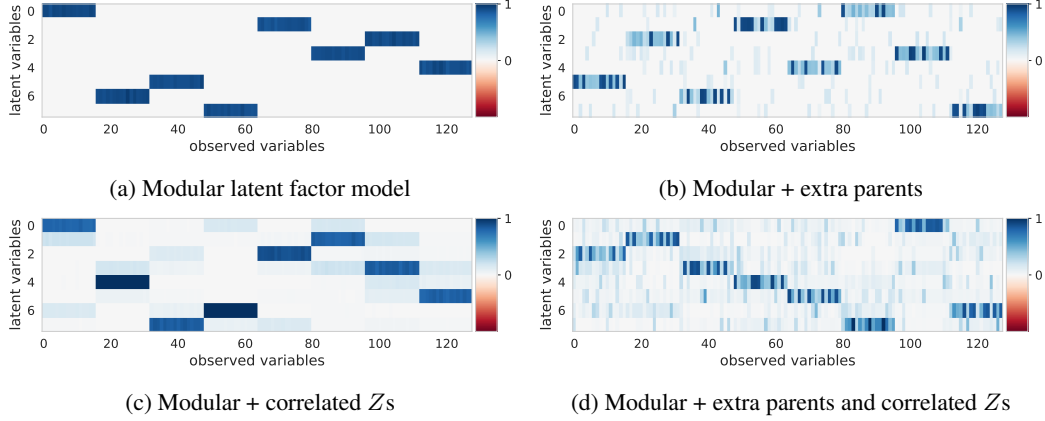 latent variables
0
2
4
6
0 20 40 60 80 100 120
observed variables
1
0
(a) Modular latent factor model
latent variables
0
2
4
6
0 20 40 60 80 100 120
observed variables
1
0
(b) Modular + extra parents
latent variables
0
2
4
6
0 20 40 60 80 100 120
observed variables
1
0
(c) Modular + correlated Zs
latent variables
0
2
4
6
0 20 40 60 80 100 120
observed variables
1
0
(d) Modular + extra parents and correlated Zs